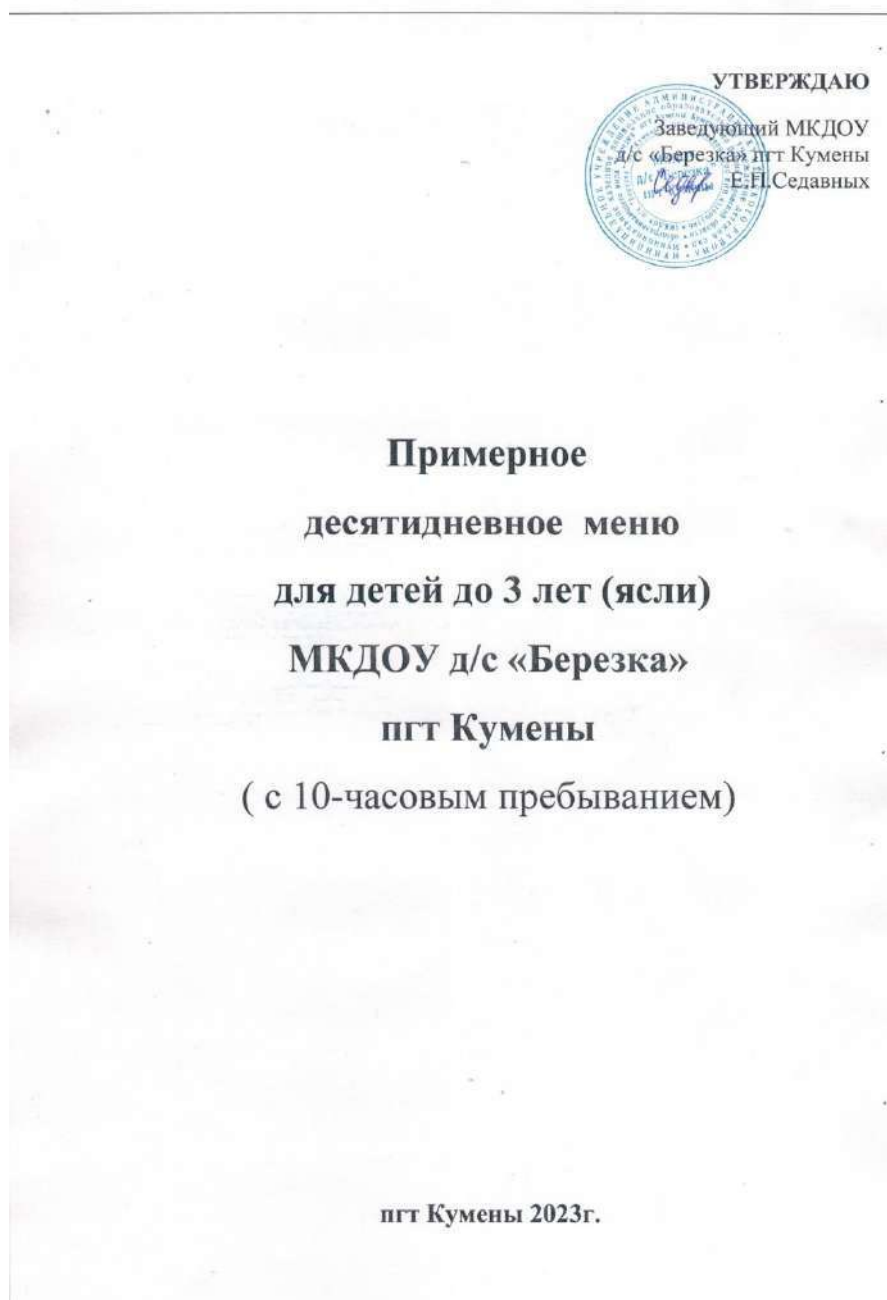 УТВЕРЖДАЮ
Заведующий МКДОУ
д/с «Березка» пгт Кумены
Е.П.Седавных
Примерное
десятидневное меню
для детей до 3 лет (ясли)
МКДОУ д/с «Березка»
пгт Кумены
( с 10-часовым пребыванием)
пгт Кумены 2023г.